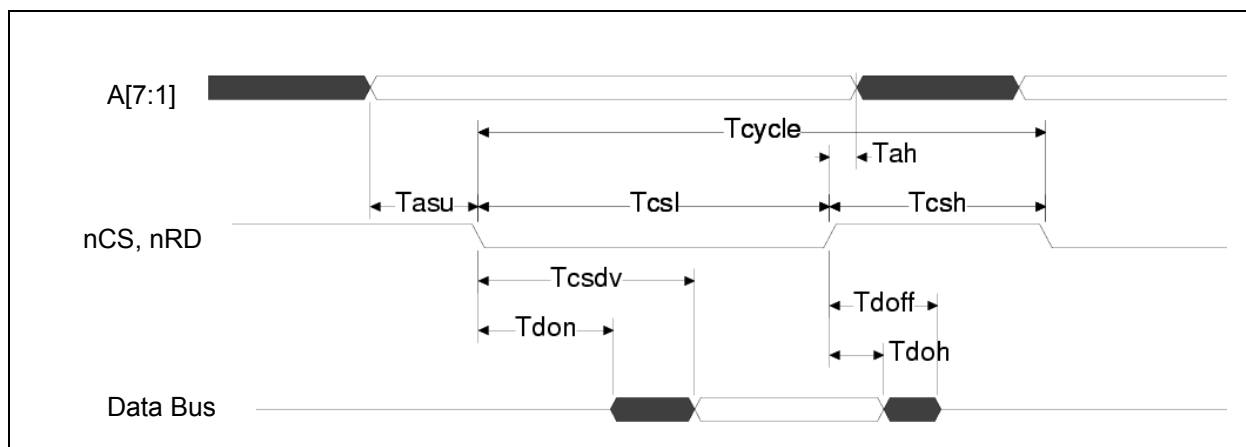 A[7:1]
Tcycle
Tah
Tasu
Tcsl
Tcsh
nCS, nRD
Tcsdv
Tdoff
Tdon
Tdoh
Data Bus